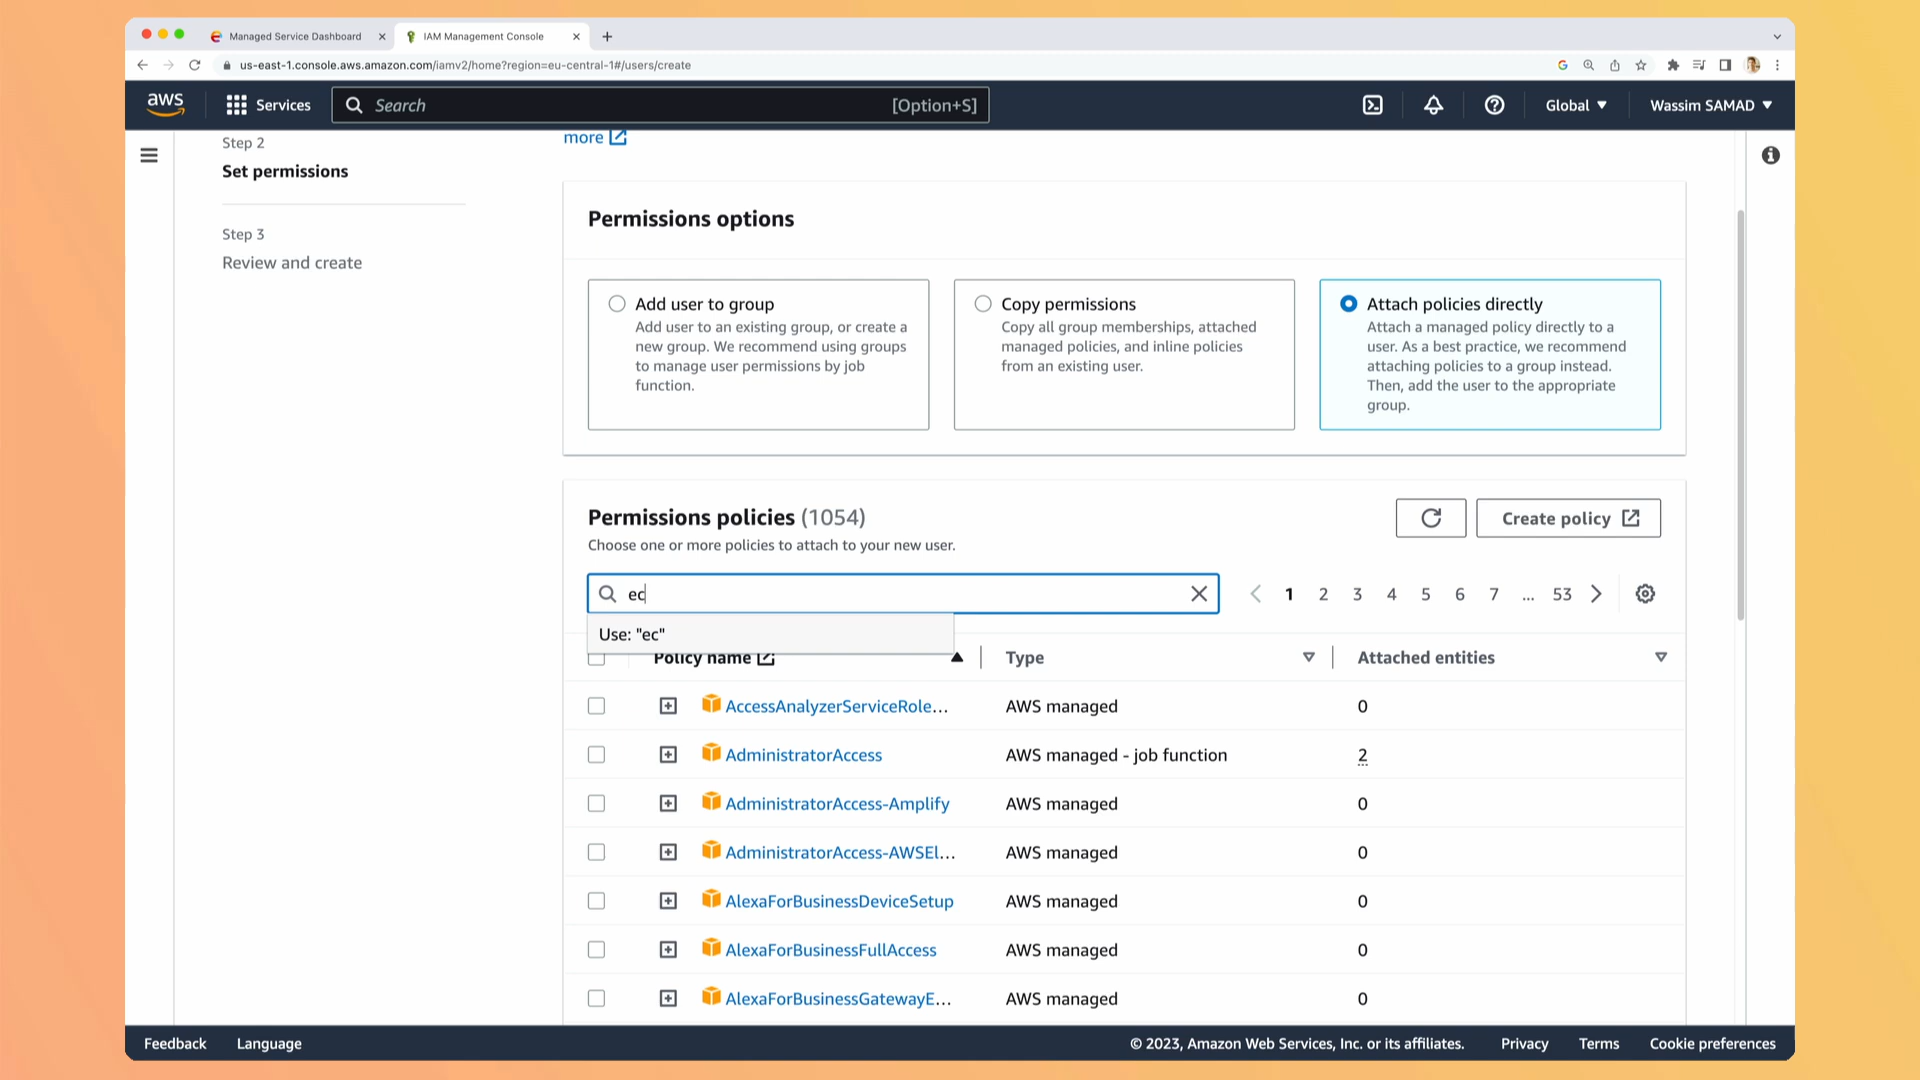 Managed Service Dashboard
IAM Management Console
us-east-1.console.aws.amazon.com/iamv2/home?region=eu-central-1#/users/create
aws
Services
Search
[Option+S]
Global
Wassim SAMAD
Step 2
Set permissions
Step 3
Review and create
more
Permissions options
Add user to group
Add user to an existing group, or create a
new group. We recommend using groups
to manage user permissions by job
function.
Copy permissions
Copy all group memberships, attached
managed policies, and inline policies
from an existing user.
Attach policies directly
Attach a managed policy directly to a
user. As a best practice, we recommend
attaching policies to a group instead.
Then, add the user to the appropriate
group.
Permissions policies (1054)
Choose one or more policies to attach to your new user.
Create policy
ec
1 2 3 4 5 6 7 ... 53
Use: "ec"
Policy name
Type
Attached entities
AccessAnalyzerServiceRole... AWS managed 0
AdministratorAccess AWS managed - job function 2
AdministratorAccess-Amplify AWS managed 0
AdministratorAccess-AWSEl... AWS managed 0
AlexaForBusinessDeviceSetup AWS managed 0
AlexaForBusinessFullAccess AWS managed 0
AlexaForBusinessGatewayE... AWS managed 0
Feedback
Language
© 2023, Amazon Web Services, Inc. or its affiliates.
Privacy
Terms
Cookie preferences